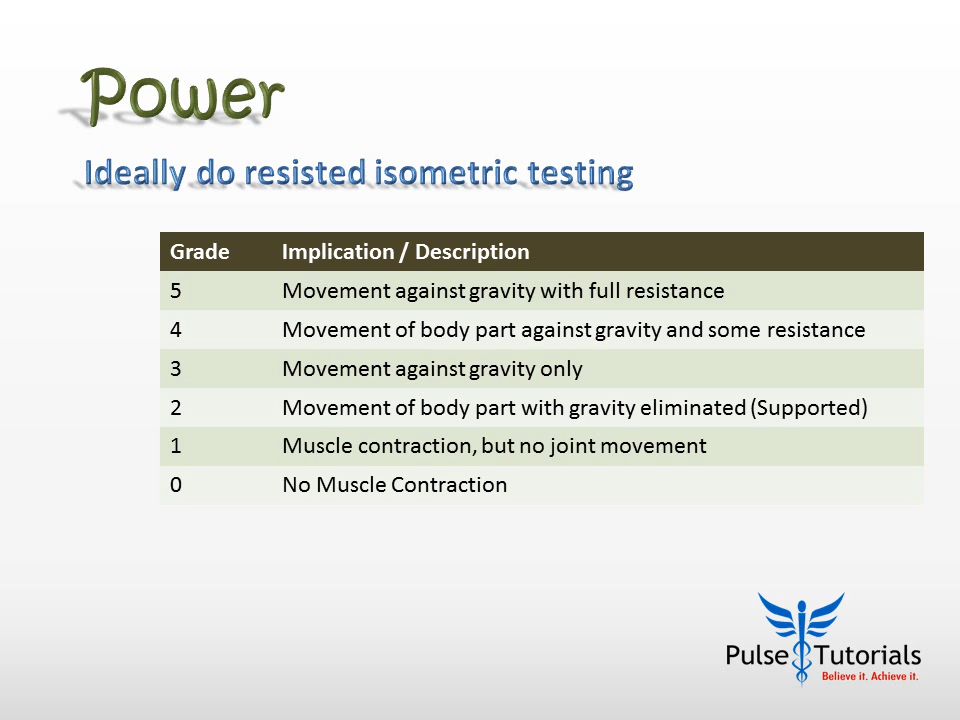 Power
Ideally do resisted isometric testing
Grade Implication / Description
5 Movement against gravity with full resistance
4 Movement of body part against gravity and some resistance
3 Movement against gravity only
2 Movement of body part with gravity eliminated (Supported)
1 Muscle contraction, but no joint movement
0 No Muscle Contraction
Pulse Tutorials
Believe it. Achieve it.